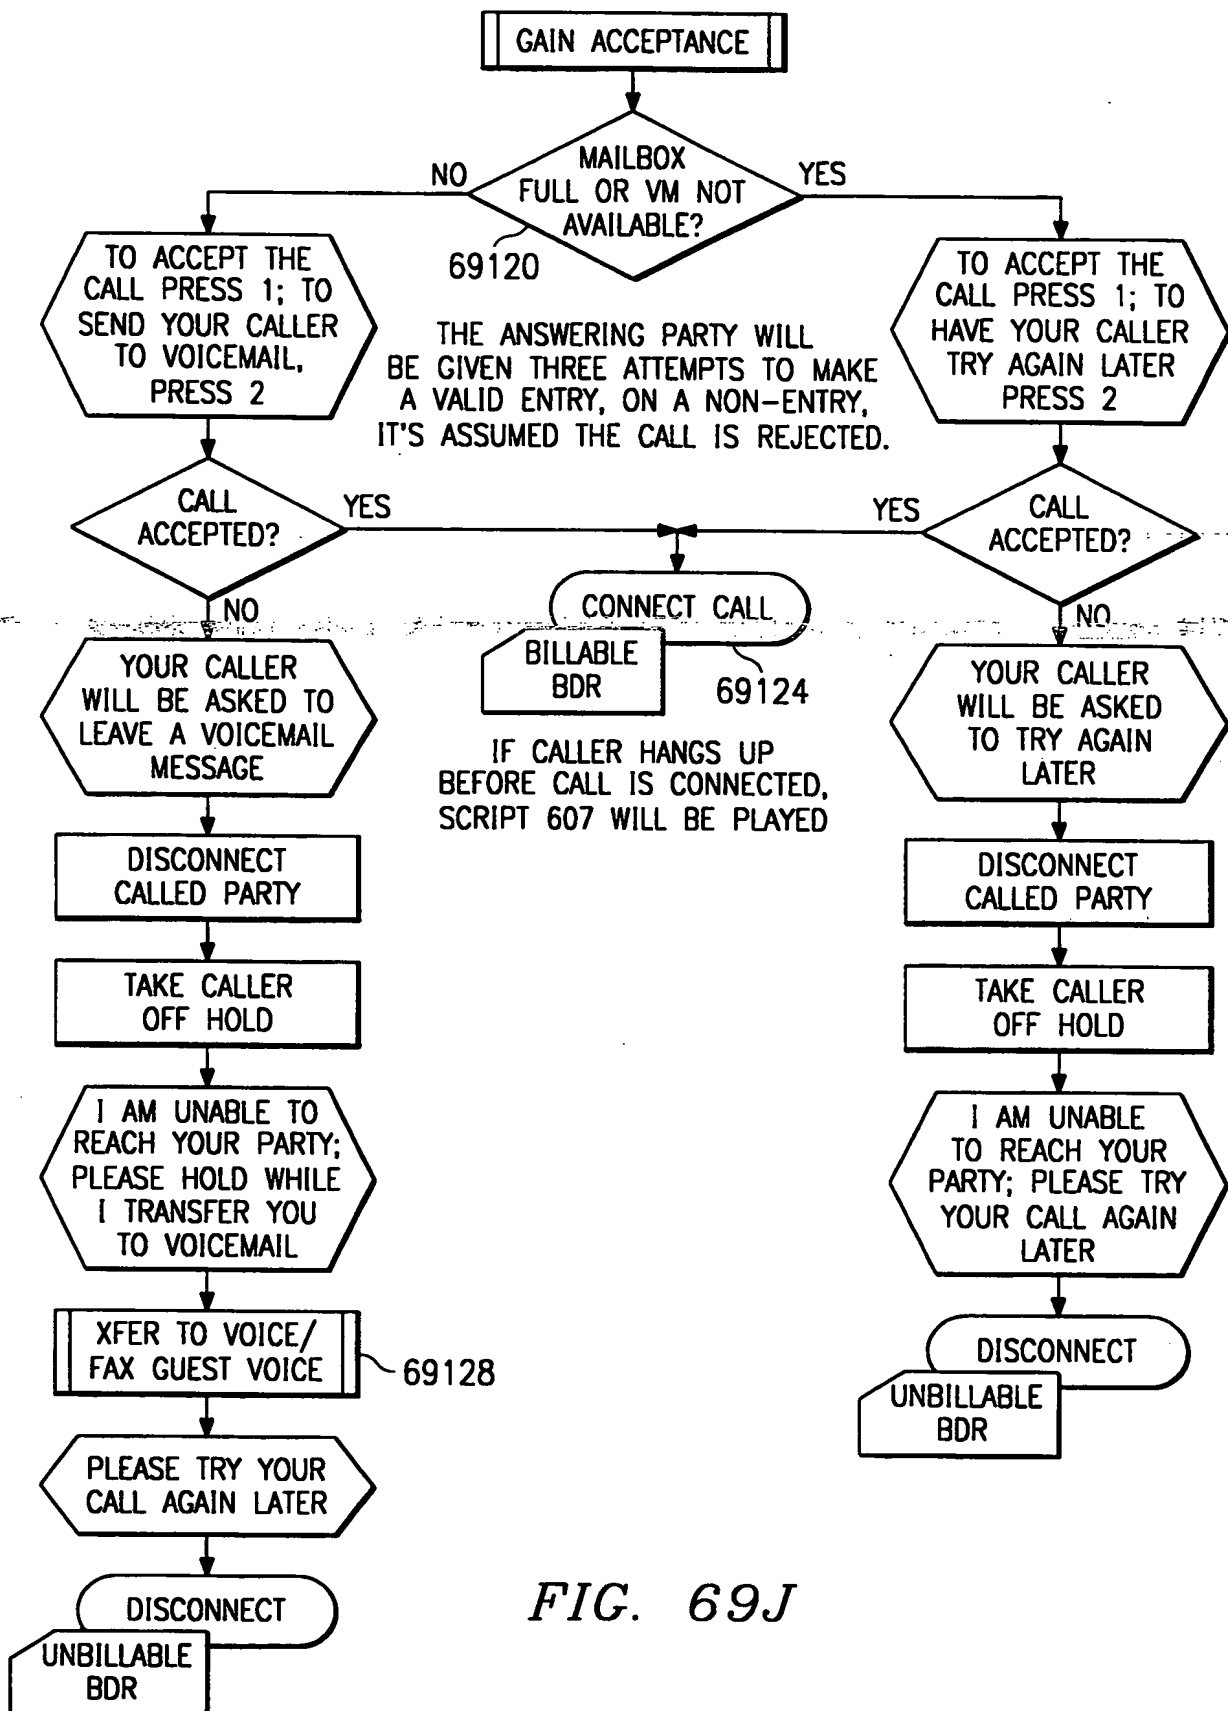 GAIN ACCEPTANCE
MAILBOX
FULL OR VM NOT
AVAILABLE?
NO
YES
69120
TO ACCEPT THE
CALL PRESS 1; TO
SEND YOUR CALLER
TO VOICEMAIL,
PRESS 2
THE ANSWERING PARTY WILL
BE GIVEN THREE ATTEMPTS TO MAKE
A VALID ENTRY, ON A NON-ENTRY,
IT'S ASSUMED THE CALL IS REJECTED.
TO ACCEPT THE
CALL PRESS 1; TO
HAVE YOUR CALLER
TRY AGAIN LATER
PRESS 2
CALL
ACCEPTED?
YES
YES
CALL
ACCEPTED?
NO
CONNECT CALL
BILLABLE
BDR
69124
NO
YOUR CALLER
WILL BE ASKED TO
LEAVE A VOICEMAIL
MESSAGE
IF CALLER HANGS UP
BEFORE CALL IS CONNECTED,
SCRIPT 607 WILL BE PLAYED
YOUR CALLER
WILL BE ASKED
TO TRY AGAIN
LATER
DISCONNECT
CALLED PARTY
DISCONNECT
CALLED PARTY
TAKE CALLER
OFF HOLD
TAKE CALLER
OFF HOLD
I AM UNABLE TO
REACH YOUR PARTY;
PLEASE HOLD WHILE
I TRANSFER YOU
TO VOICEMAIL
I AM UNABLE
TO REACH YOUR
PARTY; PLEASE TRY
YOUR CALL AGAIN
LATER
XFER TO VOICE/
FAX GUEST VOICE
69128
DISCONNECT
UNBILLABLE
BDR
PLEASE TRY YOUR
CALL AGAIN LATER
DISCONNECT
UNBILLABLE
BDR
FIG. 69J